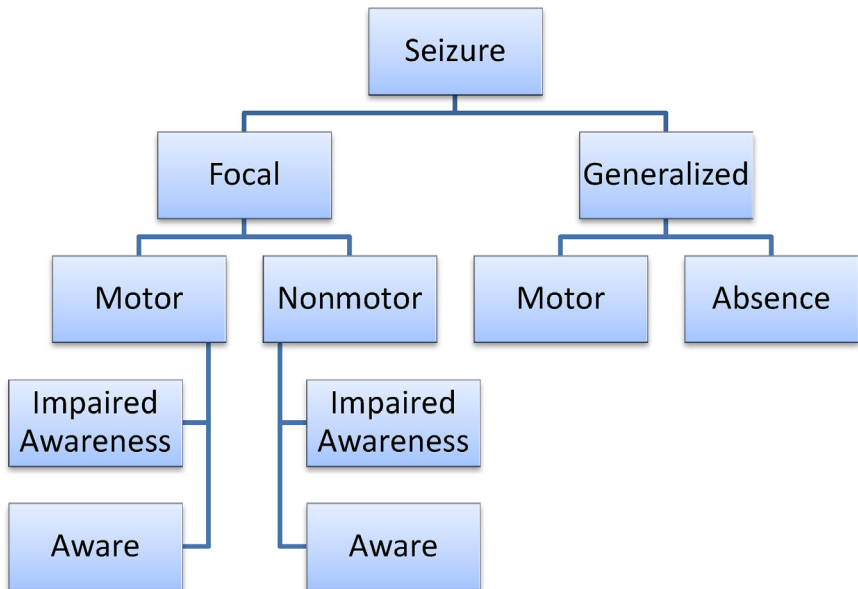 Seizure
Focal
Generalized
Motor
Nonmotor
Motor
Absence
Impaired
Awareness
Impaired
Awareness
Aware
Aware